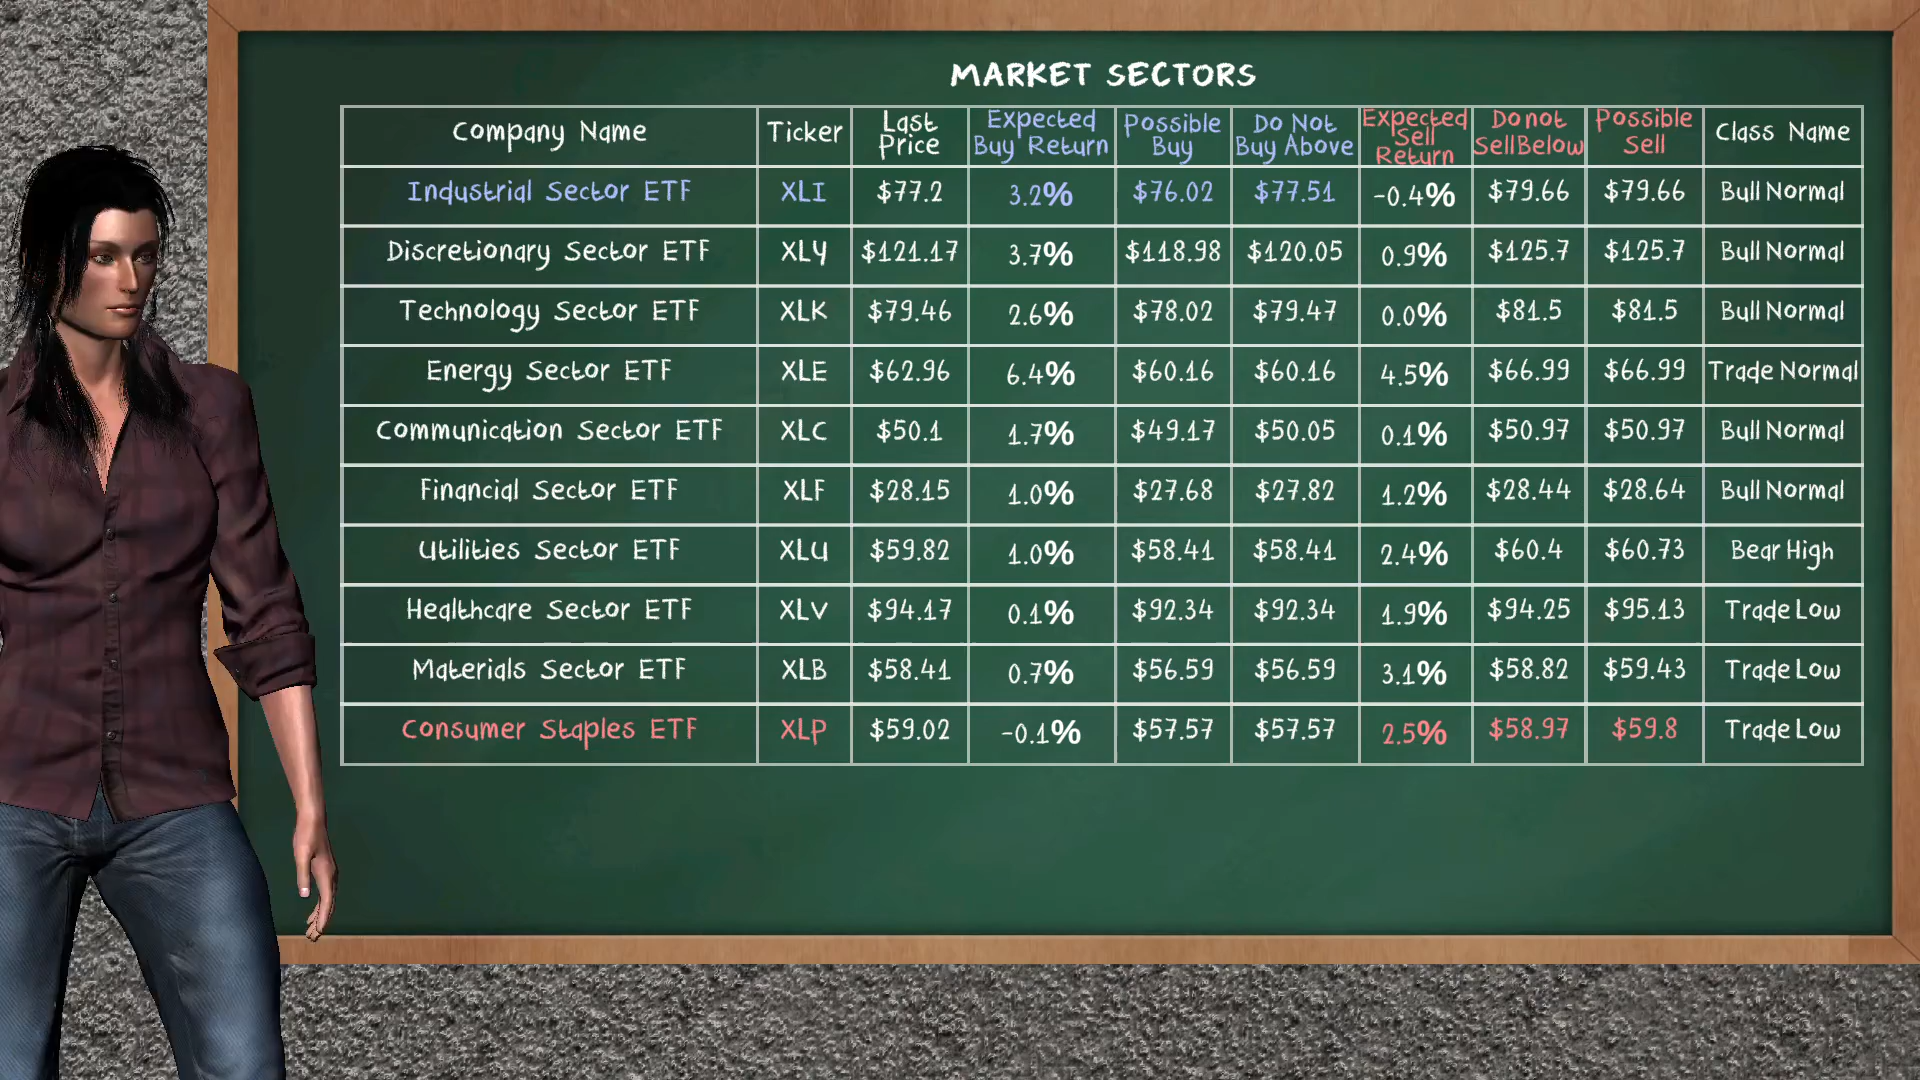 MARKET SECTORS
Company Name Ticker Last Price Expected Buy Return Possible Buy Do Not Buy Above Expected Sell Return Do not Sell Below Possible Sell Class Name
Industrial Sector ETF XLI $77.2 3.2% $76.02 $77.51 -0.4% $79.66 $79.66 Bull Normal
Discretionary Sector ETF XLY $121.17 3.7% $118.98 $120.05 0.9% $125.7 $125.7 Bull Normal
Technology Sector ETF XLK $79.46 2.6% $78.02 $79.47 0.0% $81.5 $81.5 Bull Normal
Energy Sector ETF XLE $62.96 6.4% $60.16 $60.16 4.5% $66.99 $66.99 Trade Normal
Communication Sector ETF XLC $50.1 1.7% $49.17 $50.05 0.1% $50.97 $50.97 Bull Normal
Financial Sector ETF XLF $28.15 1.0% $27.68 $27.82 1.2% $28.44 $28.64 Bull Normal
Utilities Sector ETF XLU $59.82 1.0% $58.41 $58.41 2.4% $60.4 $60.73 Bear High
Healthcare Sector ETF XLV $94.17 0.1% $92.34 $92.34 1.9% $94.25 $95.13 Trade Low
Materials Sector ETF XLB $58.41 0.7% $56.59 $56.59 3.1% $58.82 $59.43 Trade Low
Consumer Staples ETF XLP $59.02 -0.1% $57.57 $57.57 2.5% $58.97 $59.8 Trade Low